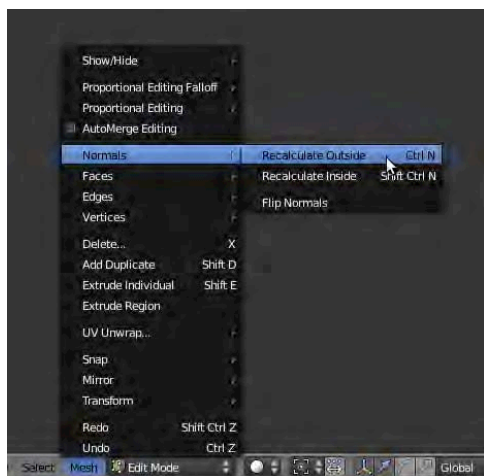 Show/Hide
Proportional Editing Falloff
Proportional Editing
AutoMerge Editing
Normals
Recalculate Outside Ctrl N
Faces
Recalculate Inside Shift Ctrl N
Edges
Flip Normals
Vertices
Delete... X
Add Duplicate Shift D
Extrude Individual Shift E
Extrude Region
UV Unwrap...
Snap
Mirror
Transform
Redo Shift Ctrl Z
Undo Ctrl Z
Select Mesh Edit Mode Global